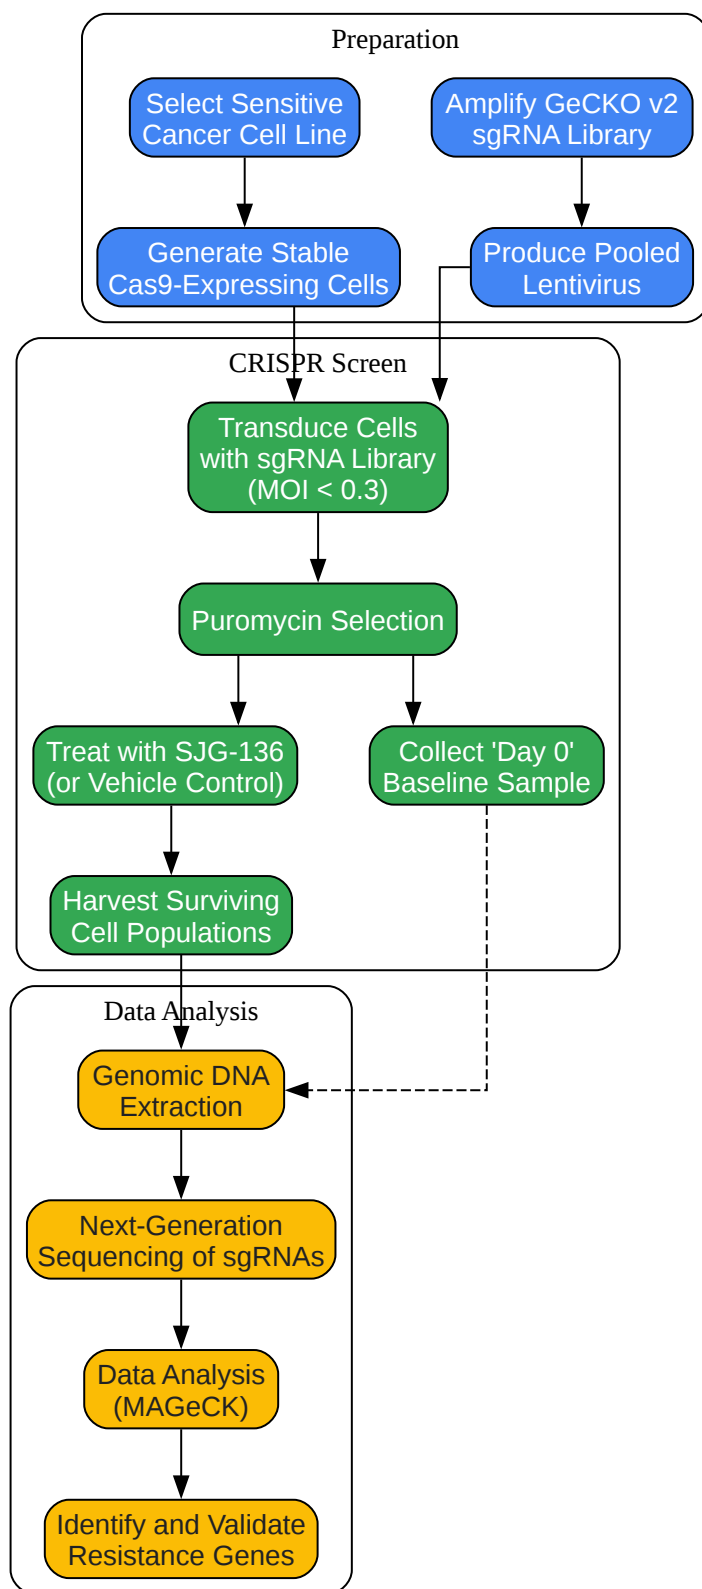 Preparation
Select Sensitive
Cancer Cell Line
Amplify GeCKO v2
sgRNA Library
Generate Stable
Cas9-Expressing Cells
Produce Pooled
Lentivirus
CRISPR Screen
Transduce Cells
with sgRNA Library
(MOI < 0.3)
Puromycin Selection
Treat with SJG-136
(or Vehicle Control)
Collect 'Day 0'
Baseline Sample
Harvest Surviving
Cell Populations
Data Analysis
Genomic DNA
Extraction
Next-Generation
Sequencing of sgRNAs
Data Analysis
(MAGeCK)
Identify and Validate
Resistance Genes